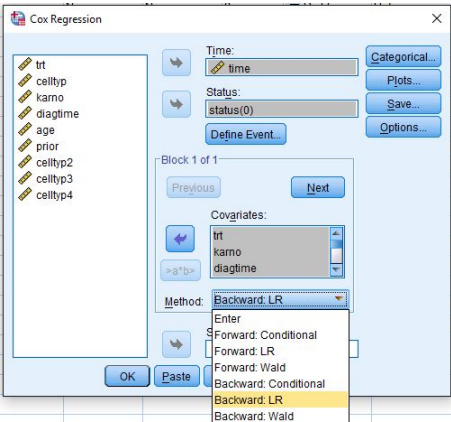 Cox Regression
trt
celltyp
karno
diagtime
age
prior
celltyp2
celltyp3
celltyp4
Time:
time
Status:
status(0)
Define Event...
Block 1 of 1
Previous
Next
Covariates:
trt
karno
diagtime
>a*b>
Method: Backward: LR
Enter
Forward: Conditional
Forward: LR
Forward: Wald
Backward: Conditional
Backward: LR
Backward: Wald
Categorical...
Plots...
Save...
Options...
OK
Paste